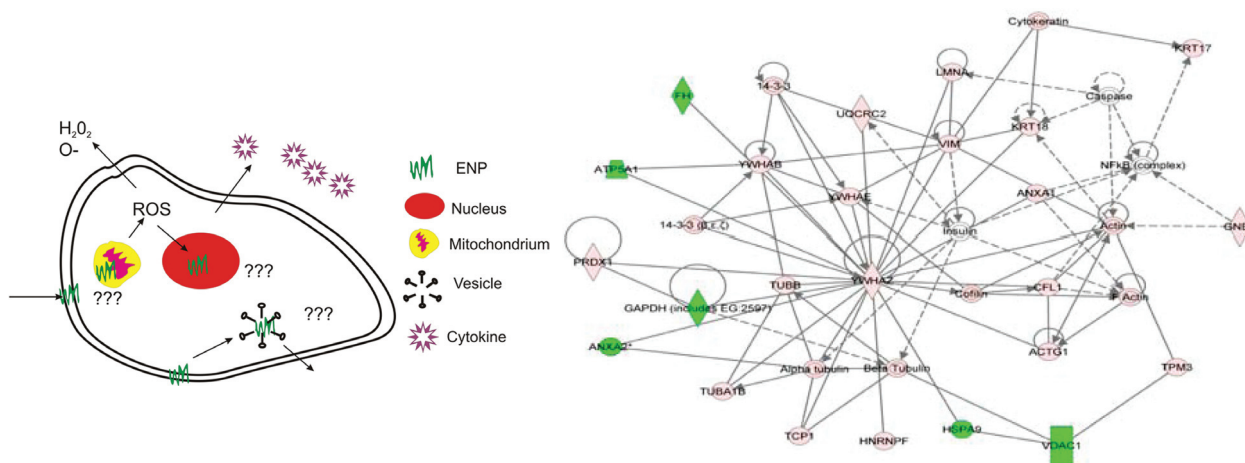 H₂O₂
O-
ROS
???
???
???
ENP
Nucleus
Mitochondrium
Vesicle
Cytokine
Cytokeratin
KRT17
LMNA
14-3-3
FH
Caspase
UQCRC2
KRT18
VIM
NFkB (complex)
YWHAB
ATP5A1
YWHAE
ANXA1
14-3-3 (β,ε,ζ)
Insulin
Actin
PRDX1
YWHAZ
TUBB
Cofilin
CFL1
F Actin
GAPDH (includes EG:2597)
ANXA2*
ACTG1
Alpha tubulin
Beta Tubulin
TPM3
TUBA1B
TCP1
HNRNPF
HSPA9
VDAC1